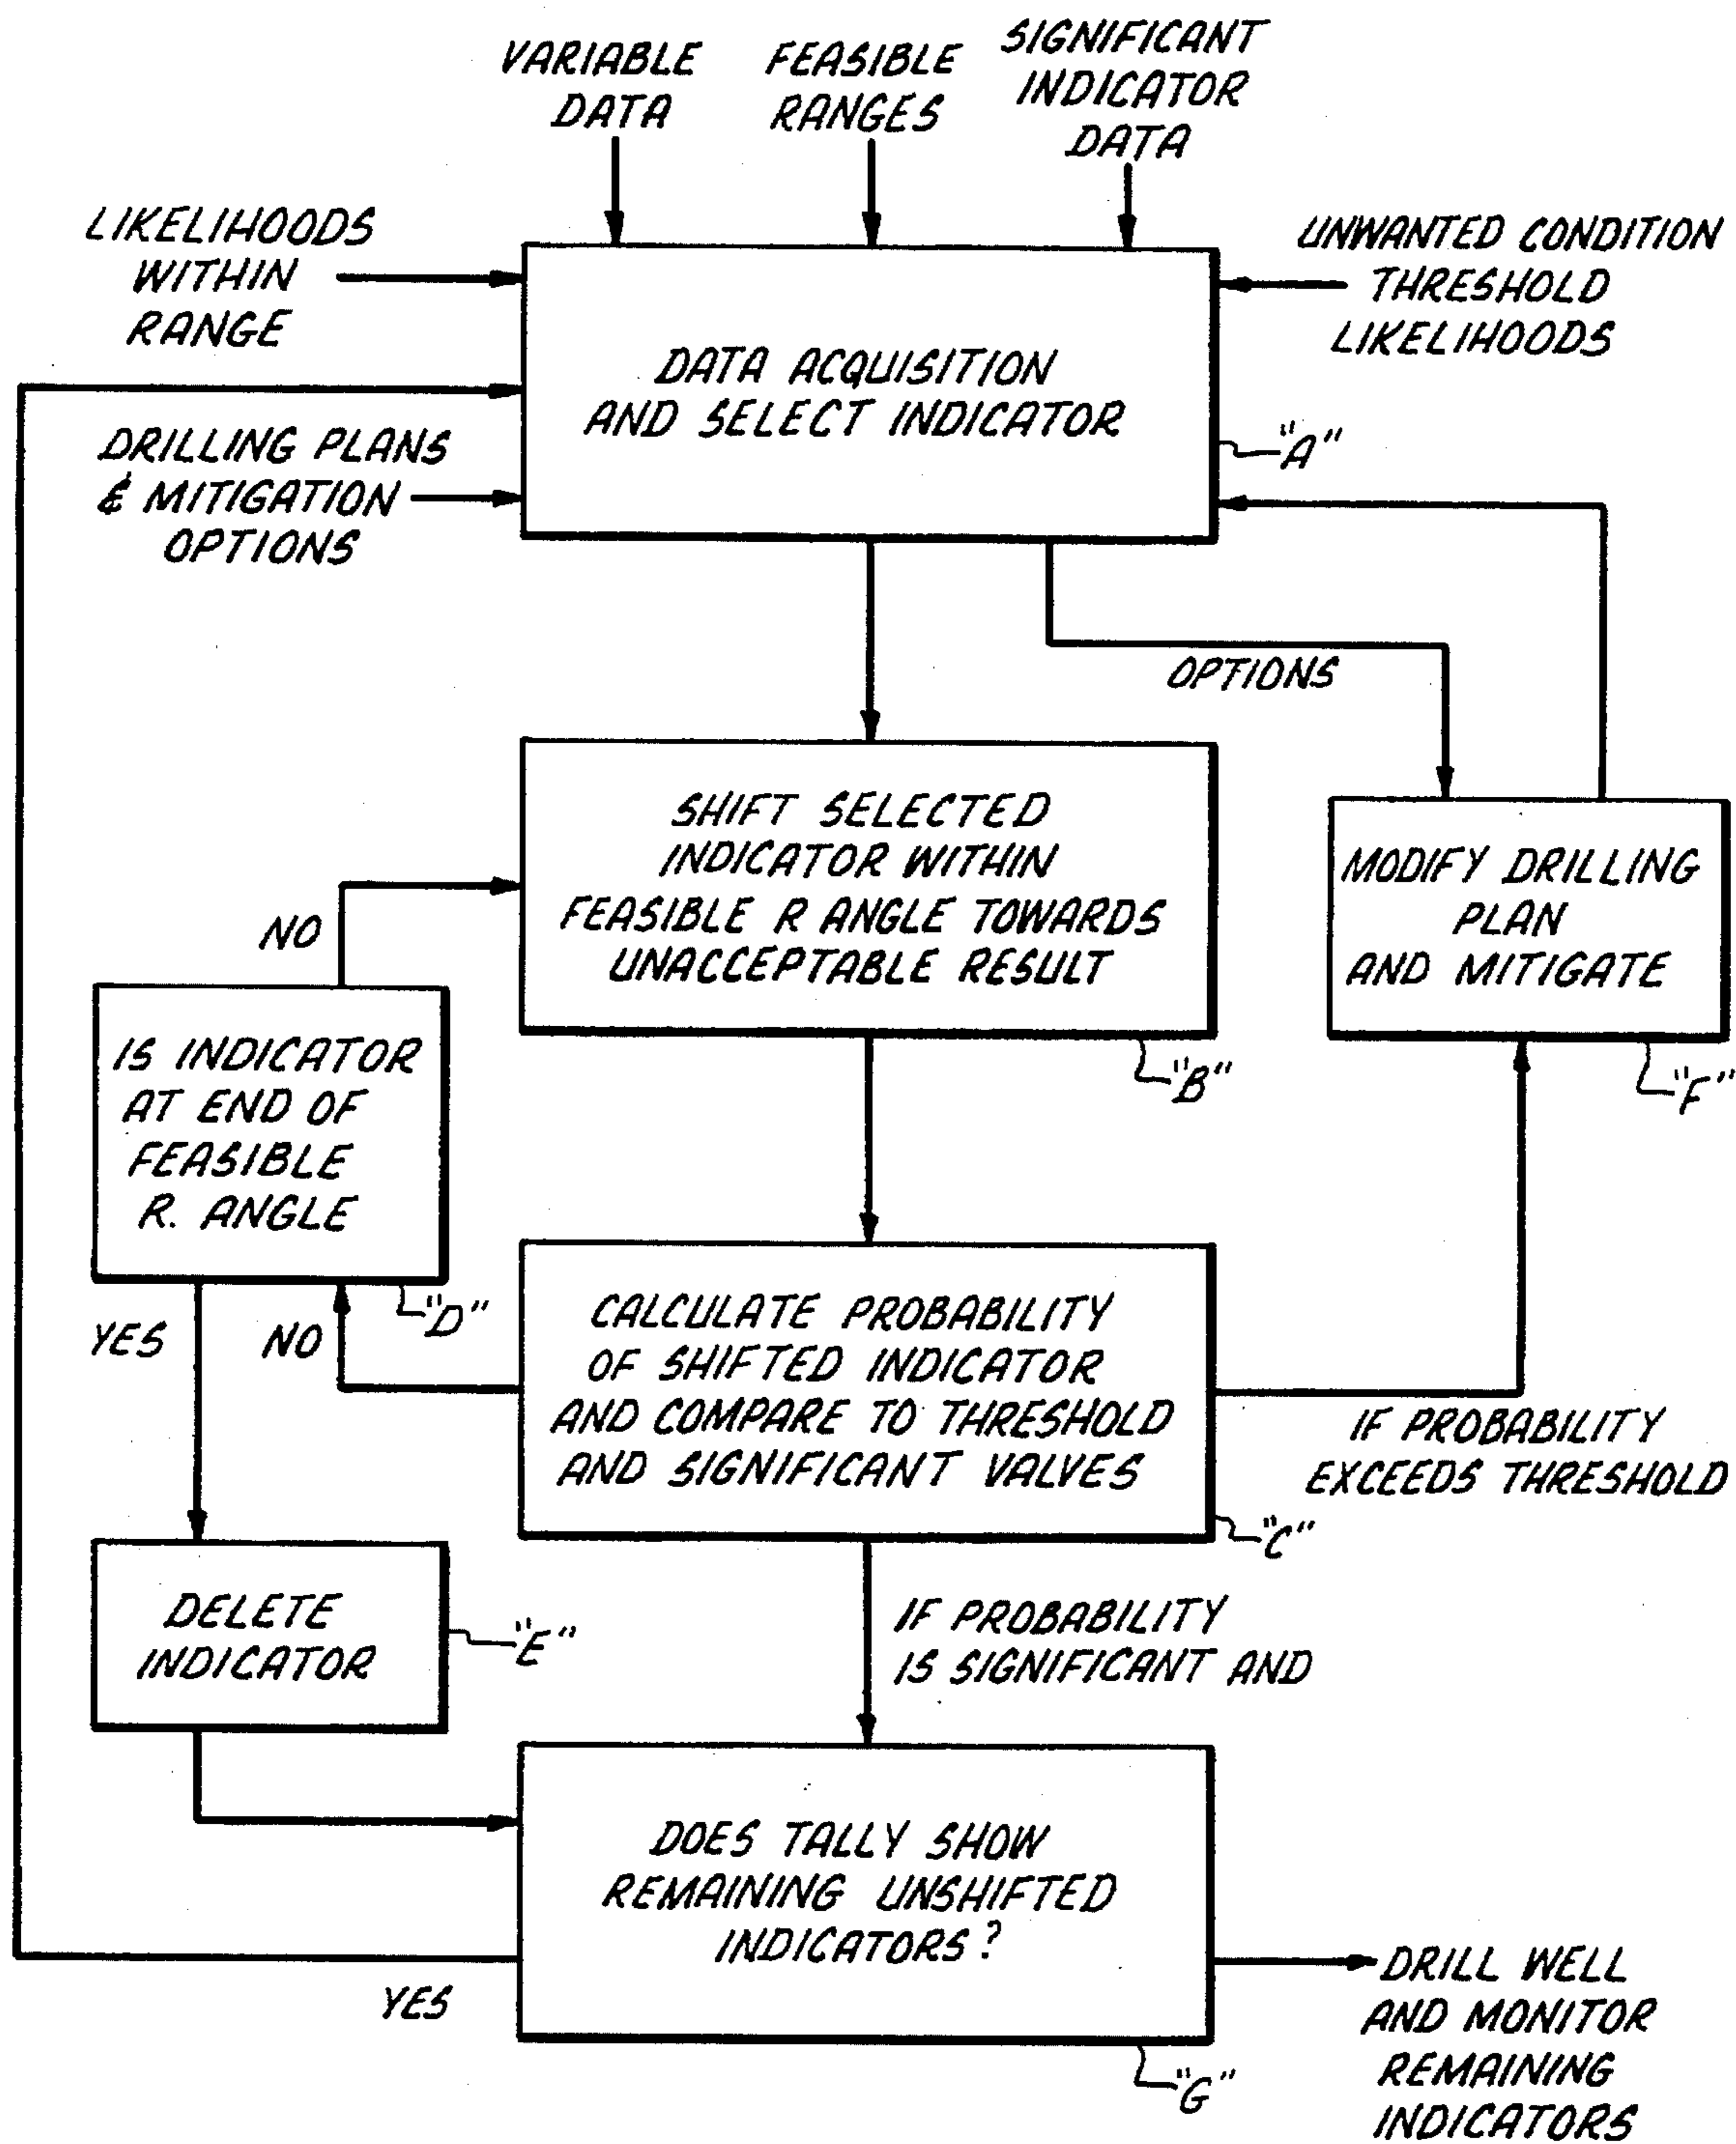 VARIABLE
DATA
FEASIBLE
RANGES
SIGNIFICANT
INDICATOR
DATA
LIKELIHOODS
WITHIN
RANGE
UNWANTED CONDITION
THRESHOLD
LIKELIHOODS
DATA ACQUISITION
AND SELECT INDICATOR
"A"
DRILLING PLANS
& MITIGATION
OPTIONS
OPTIONS
SHIFT SELECTED
INDICATOR WITHIN
FEASIBLE R ANGLE TOWARDS
UNACCEPTABLE RESULT
"B"
MODIFY DRILLING
PLAN
AND MITIGATE
"F"
NO
IS INDICATOR
AT END OF
FEASIBLE
R. ANGLE
"D"
YES
NO
CALCULATE PROBABILITY
OF SHIFTED INDICATOR
AND COMPARE TO THRESHOLD
AND SIGNIFICANT VALVES
"C"
IF PROBABILITY
EXCEEDS THRESHOLD
DELETE
INDICATOR
"E"
IF PROBABILITY
IS SIGNIFICANT AND
DOES TALLY SHOW
REMAINING UNSHIFTED
INDICATORS?
"G"
YES
DRILL WELL
AND MONITOR
REMAINING
INDICATORS